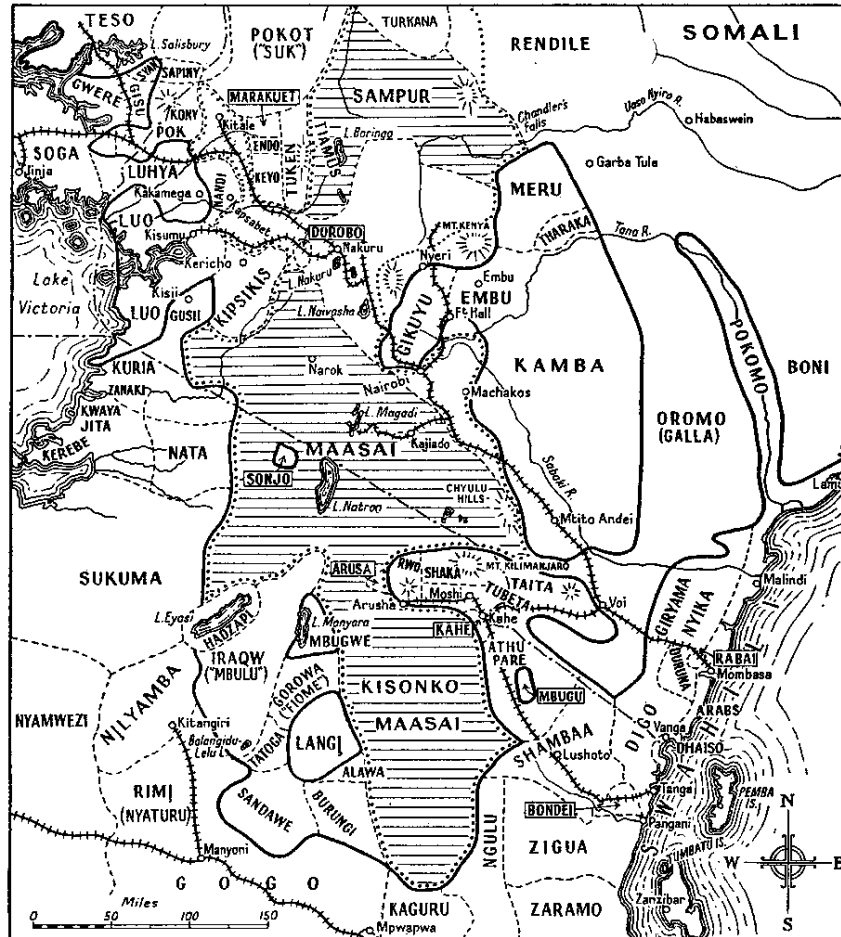 TESO
L. Salisbury
POKOT
("SUK")
TURKANA
RENDILE
SOMALI
GWERE
GISU
SYAN
SAPINY
KONY
POK
MARAKUET
Kitale
SAMPUR
Chandler's
Falls
Uaso Nyiro R.
Habaswein
SOGA
Jinja
ENDO
KEYO
TUKEN
TIAMUS
L. Baringo
Garba Tula
LUHYA
Kakamega
NANDI
Kapsabet
MERU
LUO
Kisumu
DUROBO
Nakuru
MT. KENYA
THARAKA
Tana R.
Kericho
L. Nakuru
Nyeri
Embu
EMBU
Lake
Victoria
Kisii
LUO
GUSII
KIPSIKIS
L. Naivasha
GIKUYU
Ft. Hall
POKOMO
BONI
KURIA
Narok
Nairobi
KAMBA
ZANAKI
KWAYA
JITA
KEREBE
NATA
L. Magadi
Machakos
OROMO
(GALLA)
MAASAI
Kajiado
Sabaki R.
Lamu
SONJO
L. Natron
CHYULU
HILLS
Mtito Andei
SUKUMA
ARUSA
RWO
SHAKA
MT. KILIMANJARO
TAITA
TUBETA
Malindi
Moshi
Arusha
Voi
GIRYAMA
NYIKA
L. Eyasi
HADZAPI
L. Manyara
MBUGWE
KAHE
Kahe
ATHU
PARE
DURUMA
RABAI
Mombasa
IRAQW
("MBULU")
GOROWA
("FIOME")
KISONKO
MAASAI
MBUGU
ARABS
NYAMWEZI
NILYAMBA
Kitangiri
Balangidu-
Lelu L.
TATOGA
LANGI
SHAMBAA
Lushoto
DIGO
Vanga
DHAISO
RIMI
(NYATURU)
ALAWA
SANDAWE
BURUNGI
BONDEI
Tanga
Pangani
PEMBA
IS.
NGULU
ZIGUA
Manyoni
GOGO
TUMBATU IS.
N
W
E
S
Miles
0 50 100 150
KAGURU
Mpwapwa
ZARAMO
Zanzibar